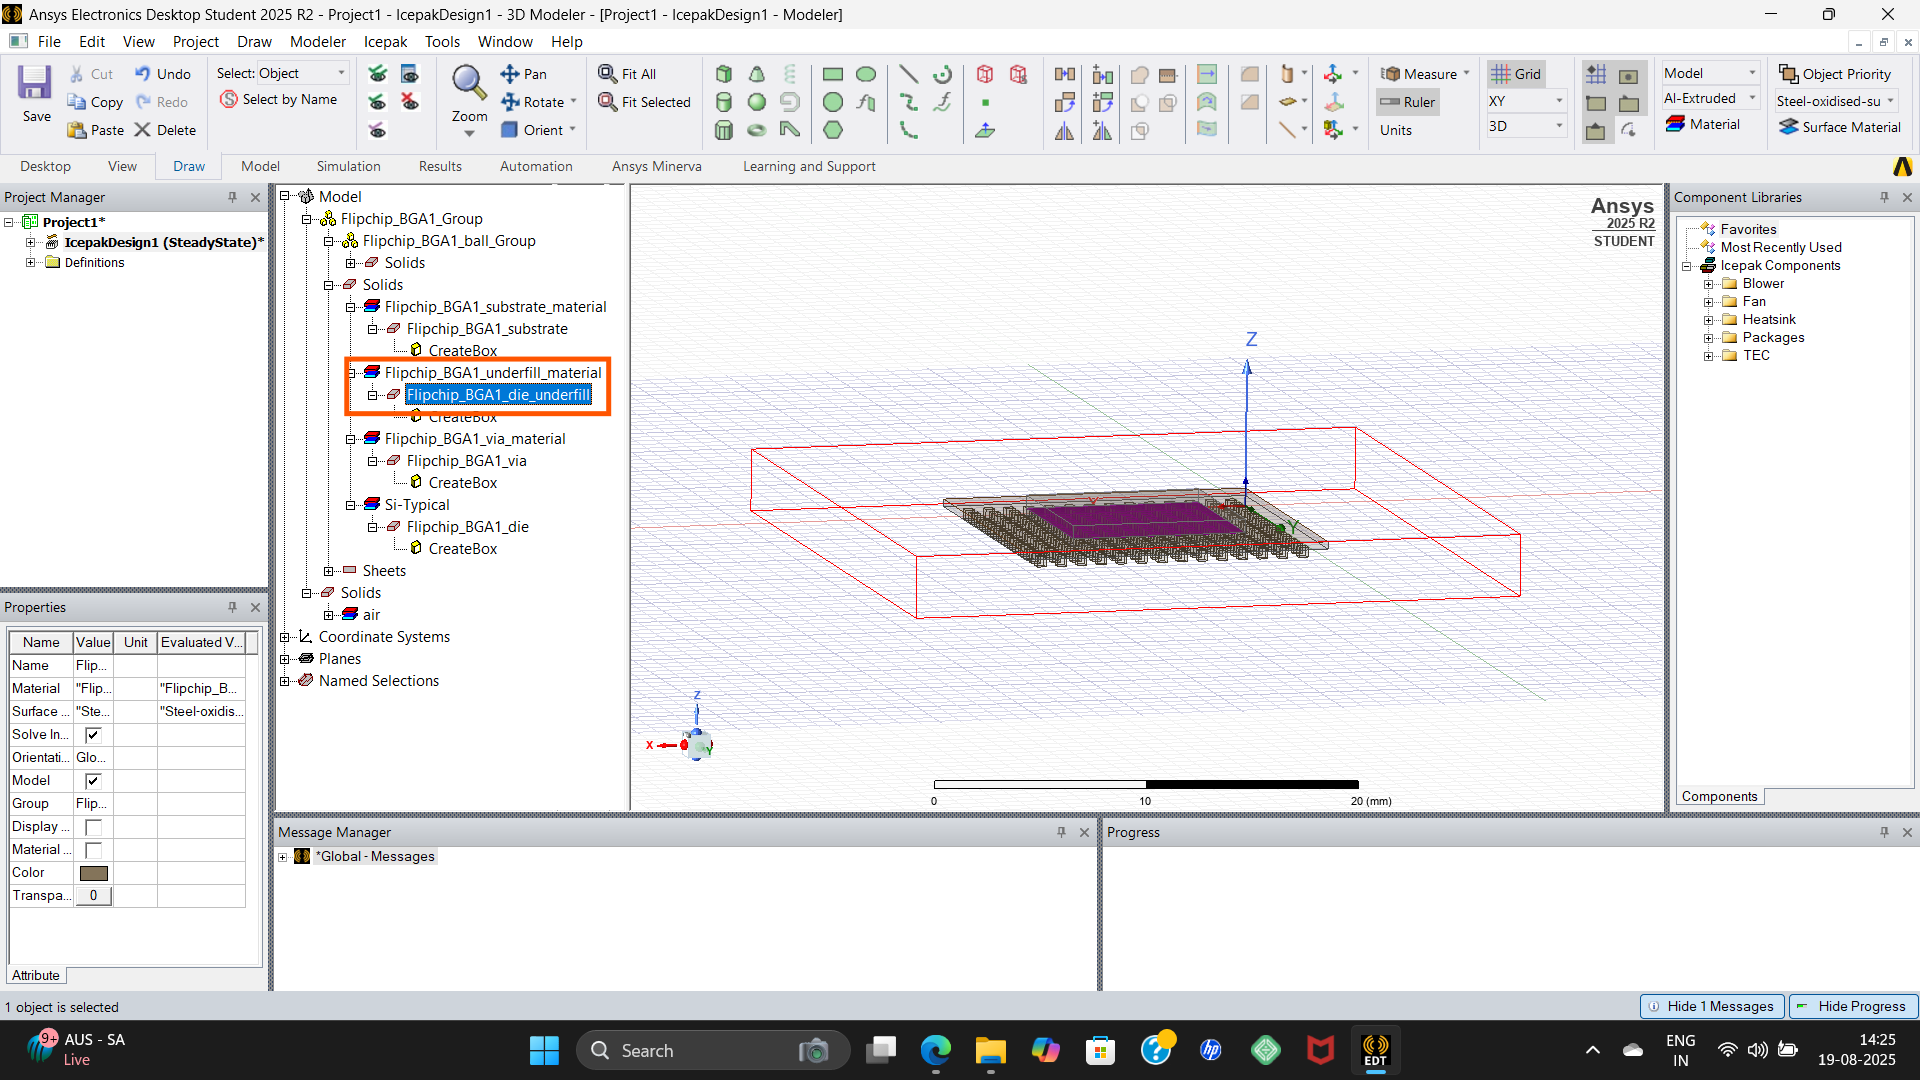 Ansys Electronics Desktop Student 2025 R2 - Project1 - IcepakDesign1 - 3D Modeler - [Project1 - IcepakDesign1 - Modeler]
File Edit View Project Draw Modeler Icepak Tools Window Help
Save
Cut
Copy
Paste
Undo
Redo
Delete
Select: Object
Select by Name
Zoom
Pan
Rotate
Orient
Fit All
Fit Selected
Measure
Ruler
Units
Grid
XY
3D
Model
Al-Extruded
Material
Object Priority
Steel-oxidised-su
Surface Material
Desktop View Draw Model Simulation Results Automation Ansys Minerva Learning and Support
Project Manager
Project1*
IcepakDesign1 (SteadyState)*
Definitions
Properties
Name Value Unit Evaluated V...
Name Flip...
Material "Flip... "Flipchip_B...
Surface ... "Ste... "Steel-oxidis...
Solve In...
Orientati... Glo...
Model
Group Flip...
Display ...
Material ...
Color
Transpa... 0
Attribute
Model
Flipchip_BGA1_Group
Flipchip_BGA1_ball_Group
Solids
Solids
Flipchip_BGA1_substrate_material
Flipchip_BGA1_substrate
CreateBox
Flipchip_BGA1_underfill_material
Flipchip_BGA1_die_underfill
CreateBox
Flipchip_BGA1_via_material
Flipchip_BGA1_via
CreateBox
Si-Typical
Flipchip_BGA1_die
CreateBox
Sheets
Solids
air
Coordinate Systems
Planes
Named Selections
Ansys
2025 R2
STUDENT
Z
Y
Z
X
Y
0 10 20 (mm)
Component Libraries
Favorites
Most Recently Used
Icepak Components
Blower
Fan
Heatsink
Packages
TEC
Components
Message Manager
*Global - Messages
Progress
1 object is selected
Hide 1 Messages
Hide Progress
9+
AUS - SA
Live
Search
hp
EDT
ENG
IN
14:25
19-08-2025